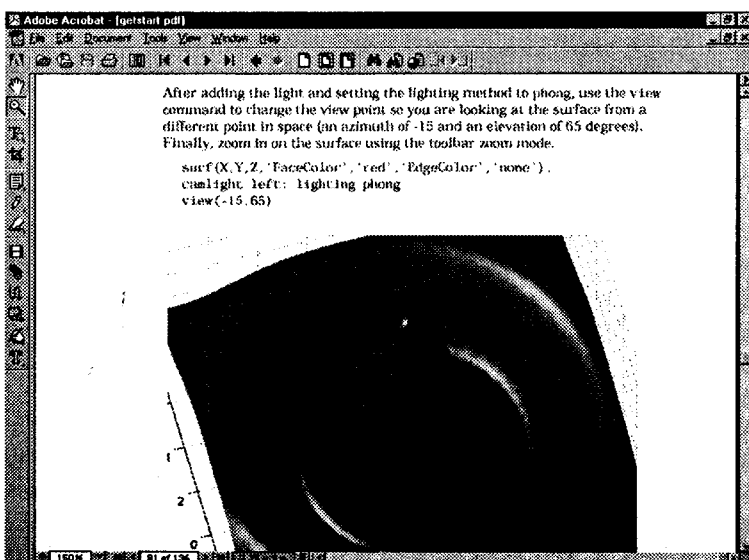 Adobe Acrobat - [getstart.pdf]
File Edit Document Tools View Window Help
After adding the light and setting the lighting method to phong, use the view
command to change the view point so you are looking at the surface from a
different point in space (an azimuth of -15 and an elevation of 65 degrees).
Finally, zoom in on the surface using the toolbar zoom mode.
surf(X,Y,Z,'FaceColor','red','EdgeColor','none');
camlight left; lighting phong
view(-15,65)
2
0
150%
91 of 136